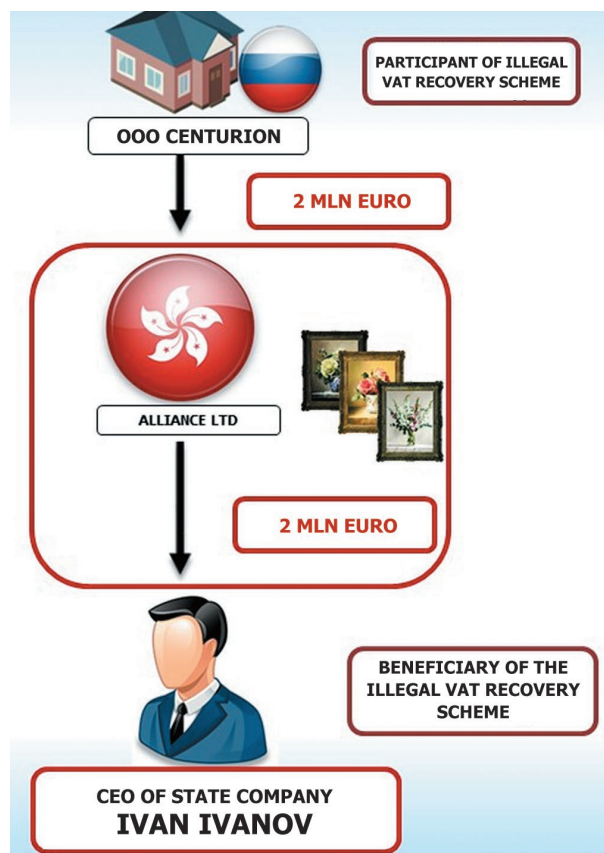 PARTICIPANT OF ILLEGAL
VAT RECOVERY SCHEME
OOO CENTURION
2 MLN EURO
ALLIANCE LTD
2 MLN EURO
BENEFICIARY OF THE
ILLEGAL VAT RECOVERY
SCHEME
CEO OF STATE COMPANY
IVAN IVANOV